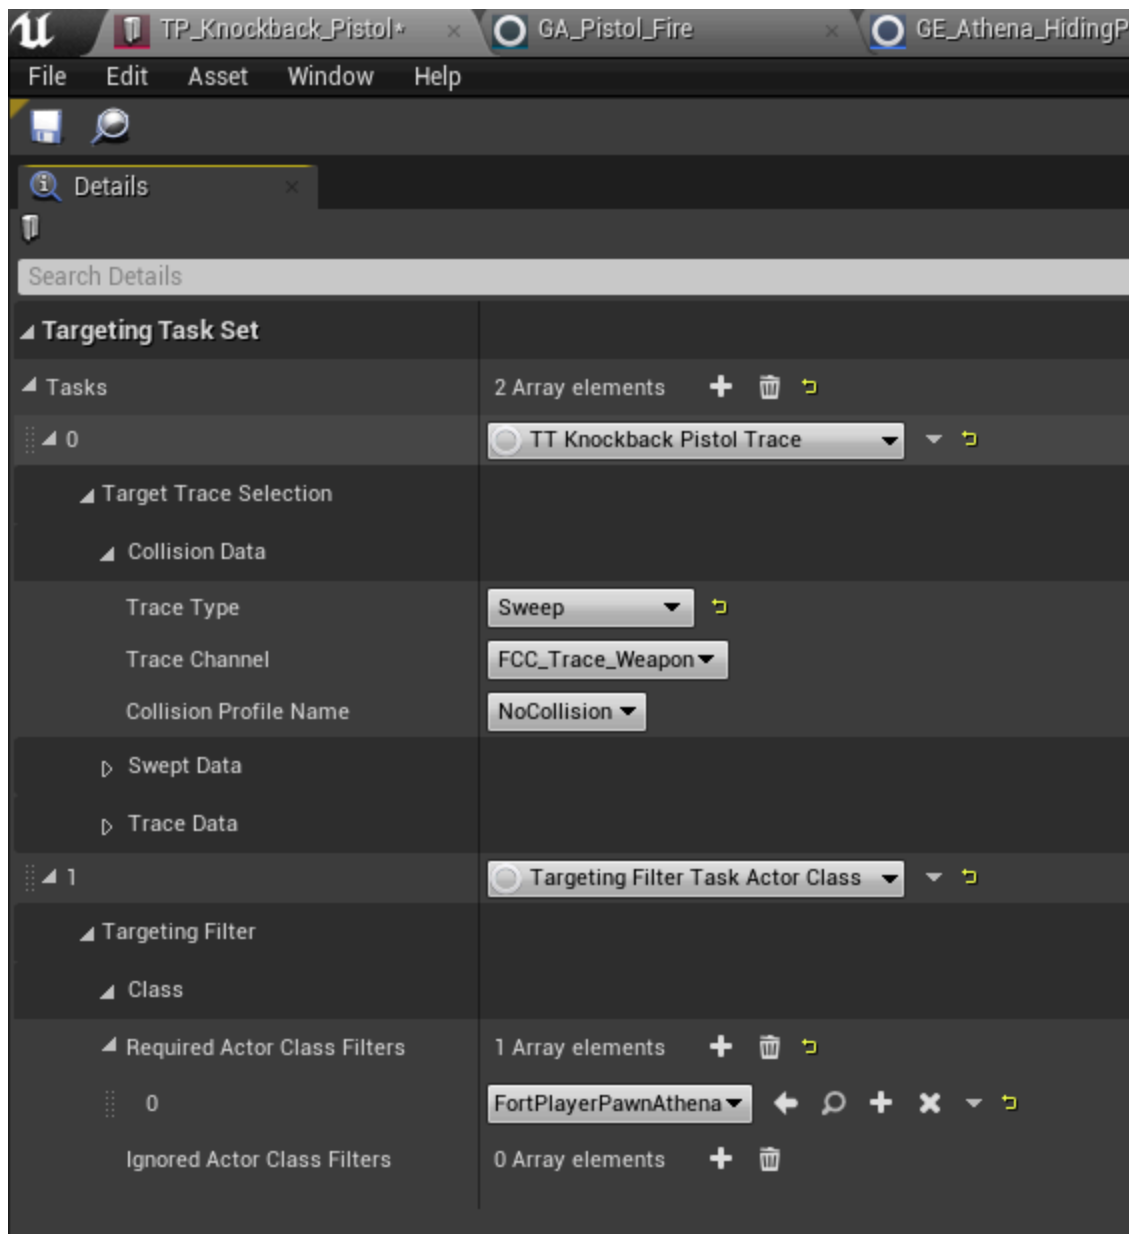 TP_Knockback_Pistol*
GA_Pistol_Fire
GE_Athena_HidingP
File Edit Asset Window Help
Details
Search Details
Targeting Task Set
Tasks 2 Array elements
0 TT Knockback Pistol Trace
Target Trace Selection
Collision Data
Trace Type Sweep
Trace Channel FCC_Trace_Weapon
Collision Profile Name NoCollision
Swept Data
Trace Data
1 Targeting Filter Task Actor Class
Targeting Filter
Class
Required Actor Class Filters 1 Array elements
0 FortPlayerPawnAthena
Ignored Actor Class Filters 0 Array elements